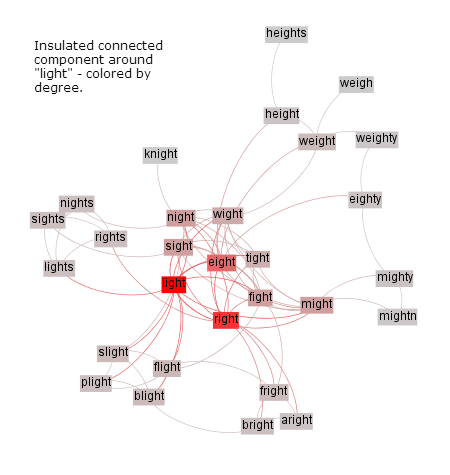 Insulated connected
component around
"light" - colored by
degree.
heights
height
weigh
weight
weighty
knight
eighty
nights
sights
rights
night
wight
sight
eight
tight
lights
light
fight
might
mighty
mightn
right
slight
flight
plight
blight
fright
bright
aright